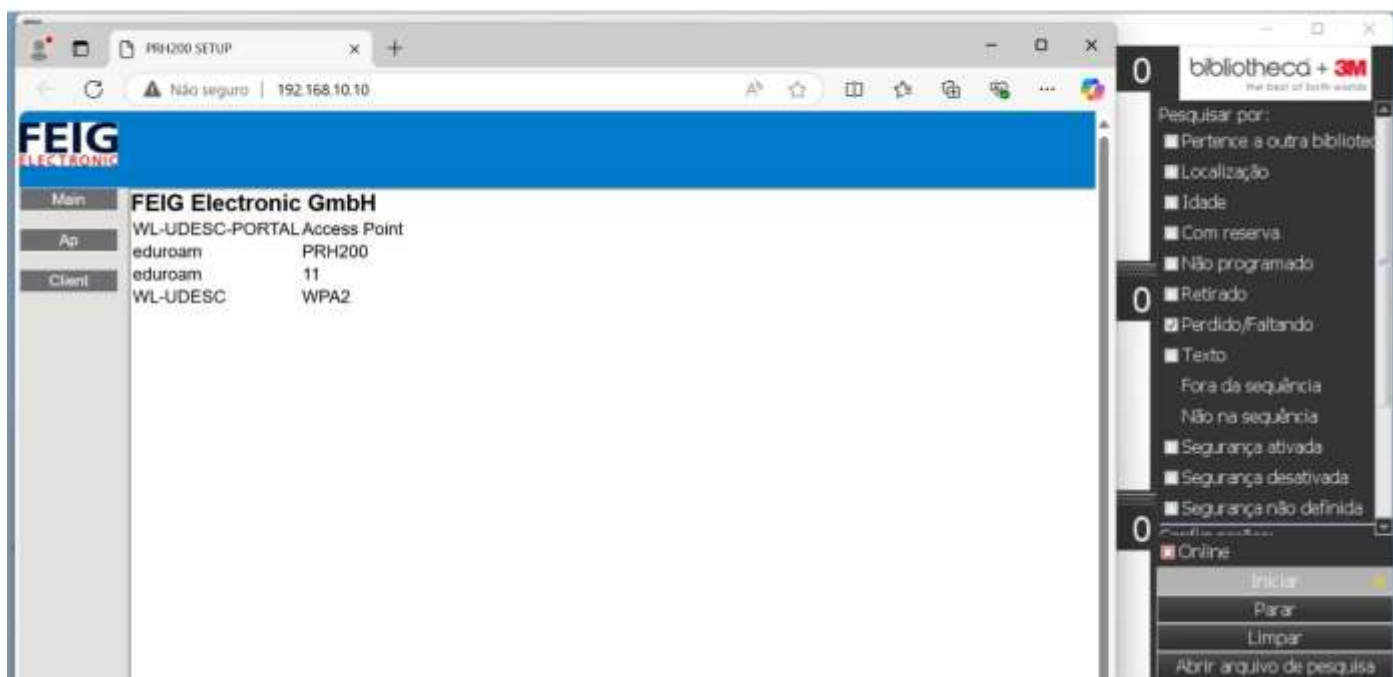 PRH200 SETUP
Não seguro | 192.168.10.10
FEIG
ELECTRONIC
Main
Ap
Client
FEIG Electronic GmbH
WL-UDESC-PORTAL Access Point
eduroam PRH200
eduroam 11
WL-UDESC WPA2
0
0
0
bibliotheca + 3M
the best of both worlds
Pesquisar por:
Pertence a outra bibliotec
Localização
Idade
Com reserva
Não programado
Retirado
Perdido/Faltando
Texto
Fora da sequência
Não na sequência
Segurança ativada
Segurança desativada
Segurança não definida
Online
Iniciar
Parar
Limpar
Abrir arquivo de pesquisa